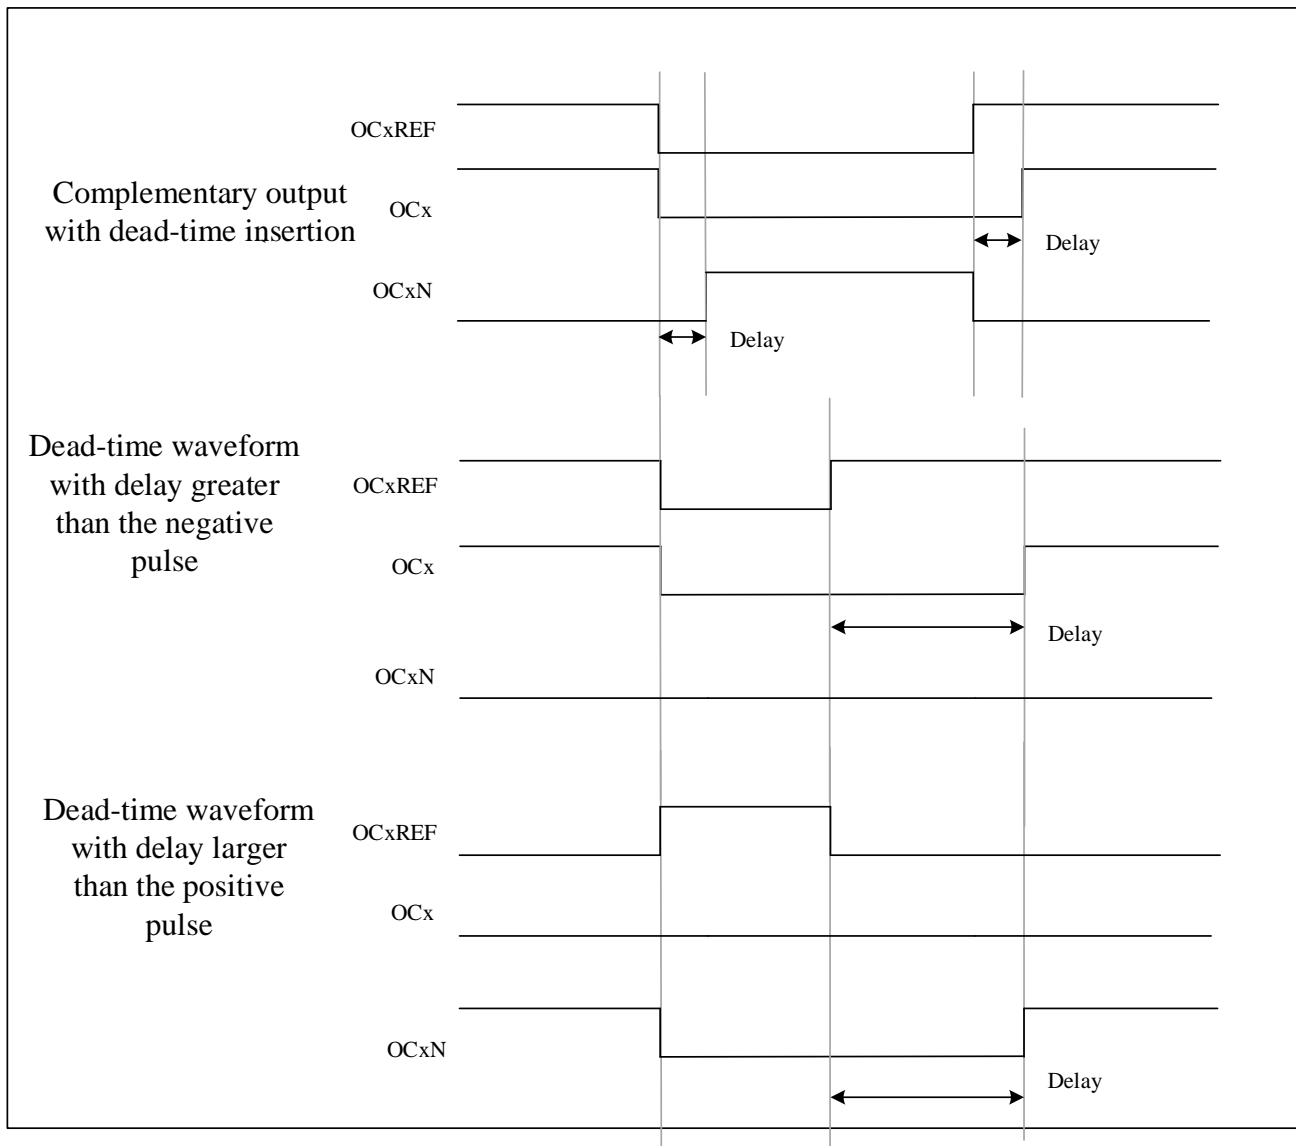 OCxREF
Complementary output
with dead-time insertion
OCx
Delay
OCxN
Delay
Dead-time waveform
with delay greater
than the negative
pulse
OCxREF
OCx
Delay
OCxN
Dead-time waveform
with delay larger
than the positive
pulse
OCxREF
OCx
OCxN
Delay